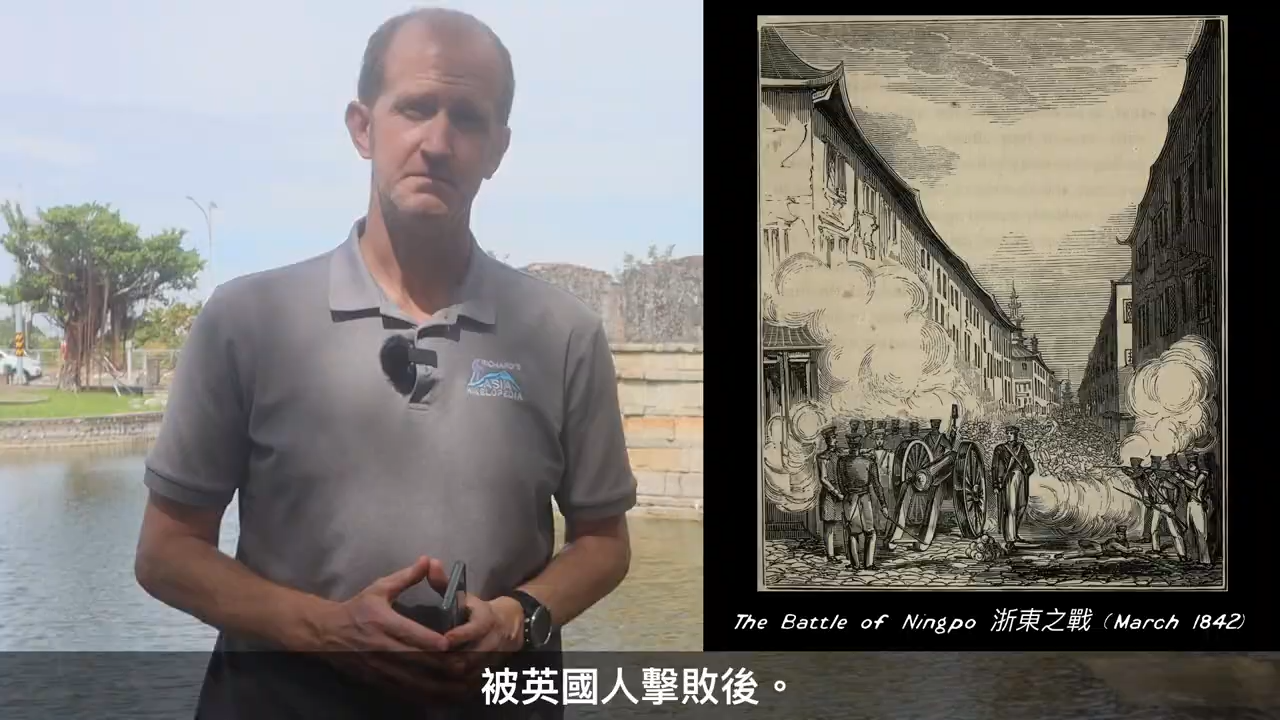 RICHARD'S
ASIA
The Battle of Ningpo 浙東之戰 (March 1842)
被英國人擊敗後。